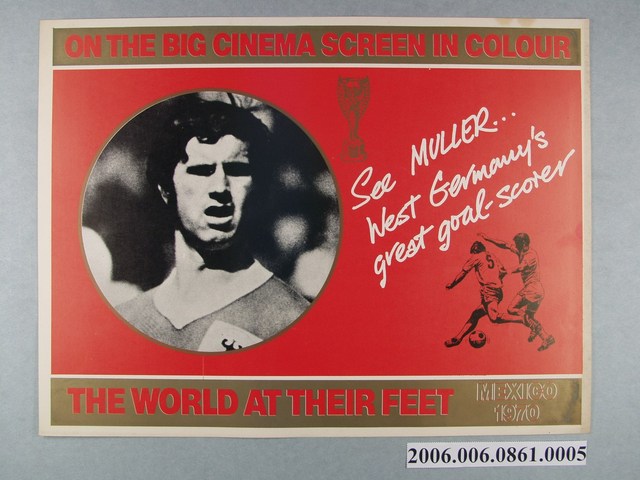 ON THE BIG CINEMA SCREEN IN COLOUR
See MULLER...
West Germany's
great goal-scorer
5
THE WORLD AT THEIR FEET
MEXICO
1970
2006.006.0861.0005